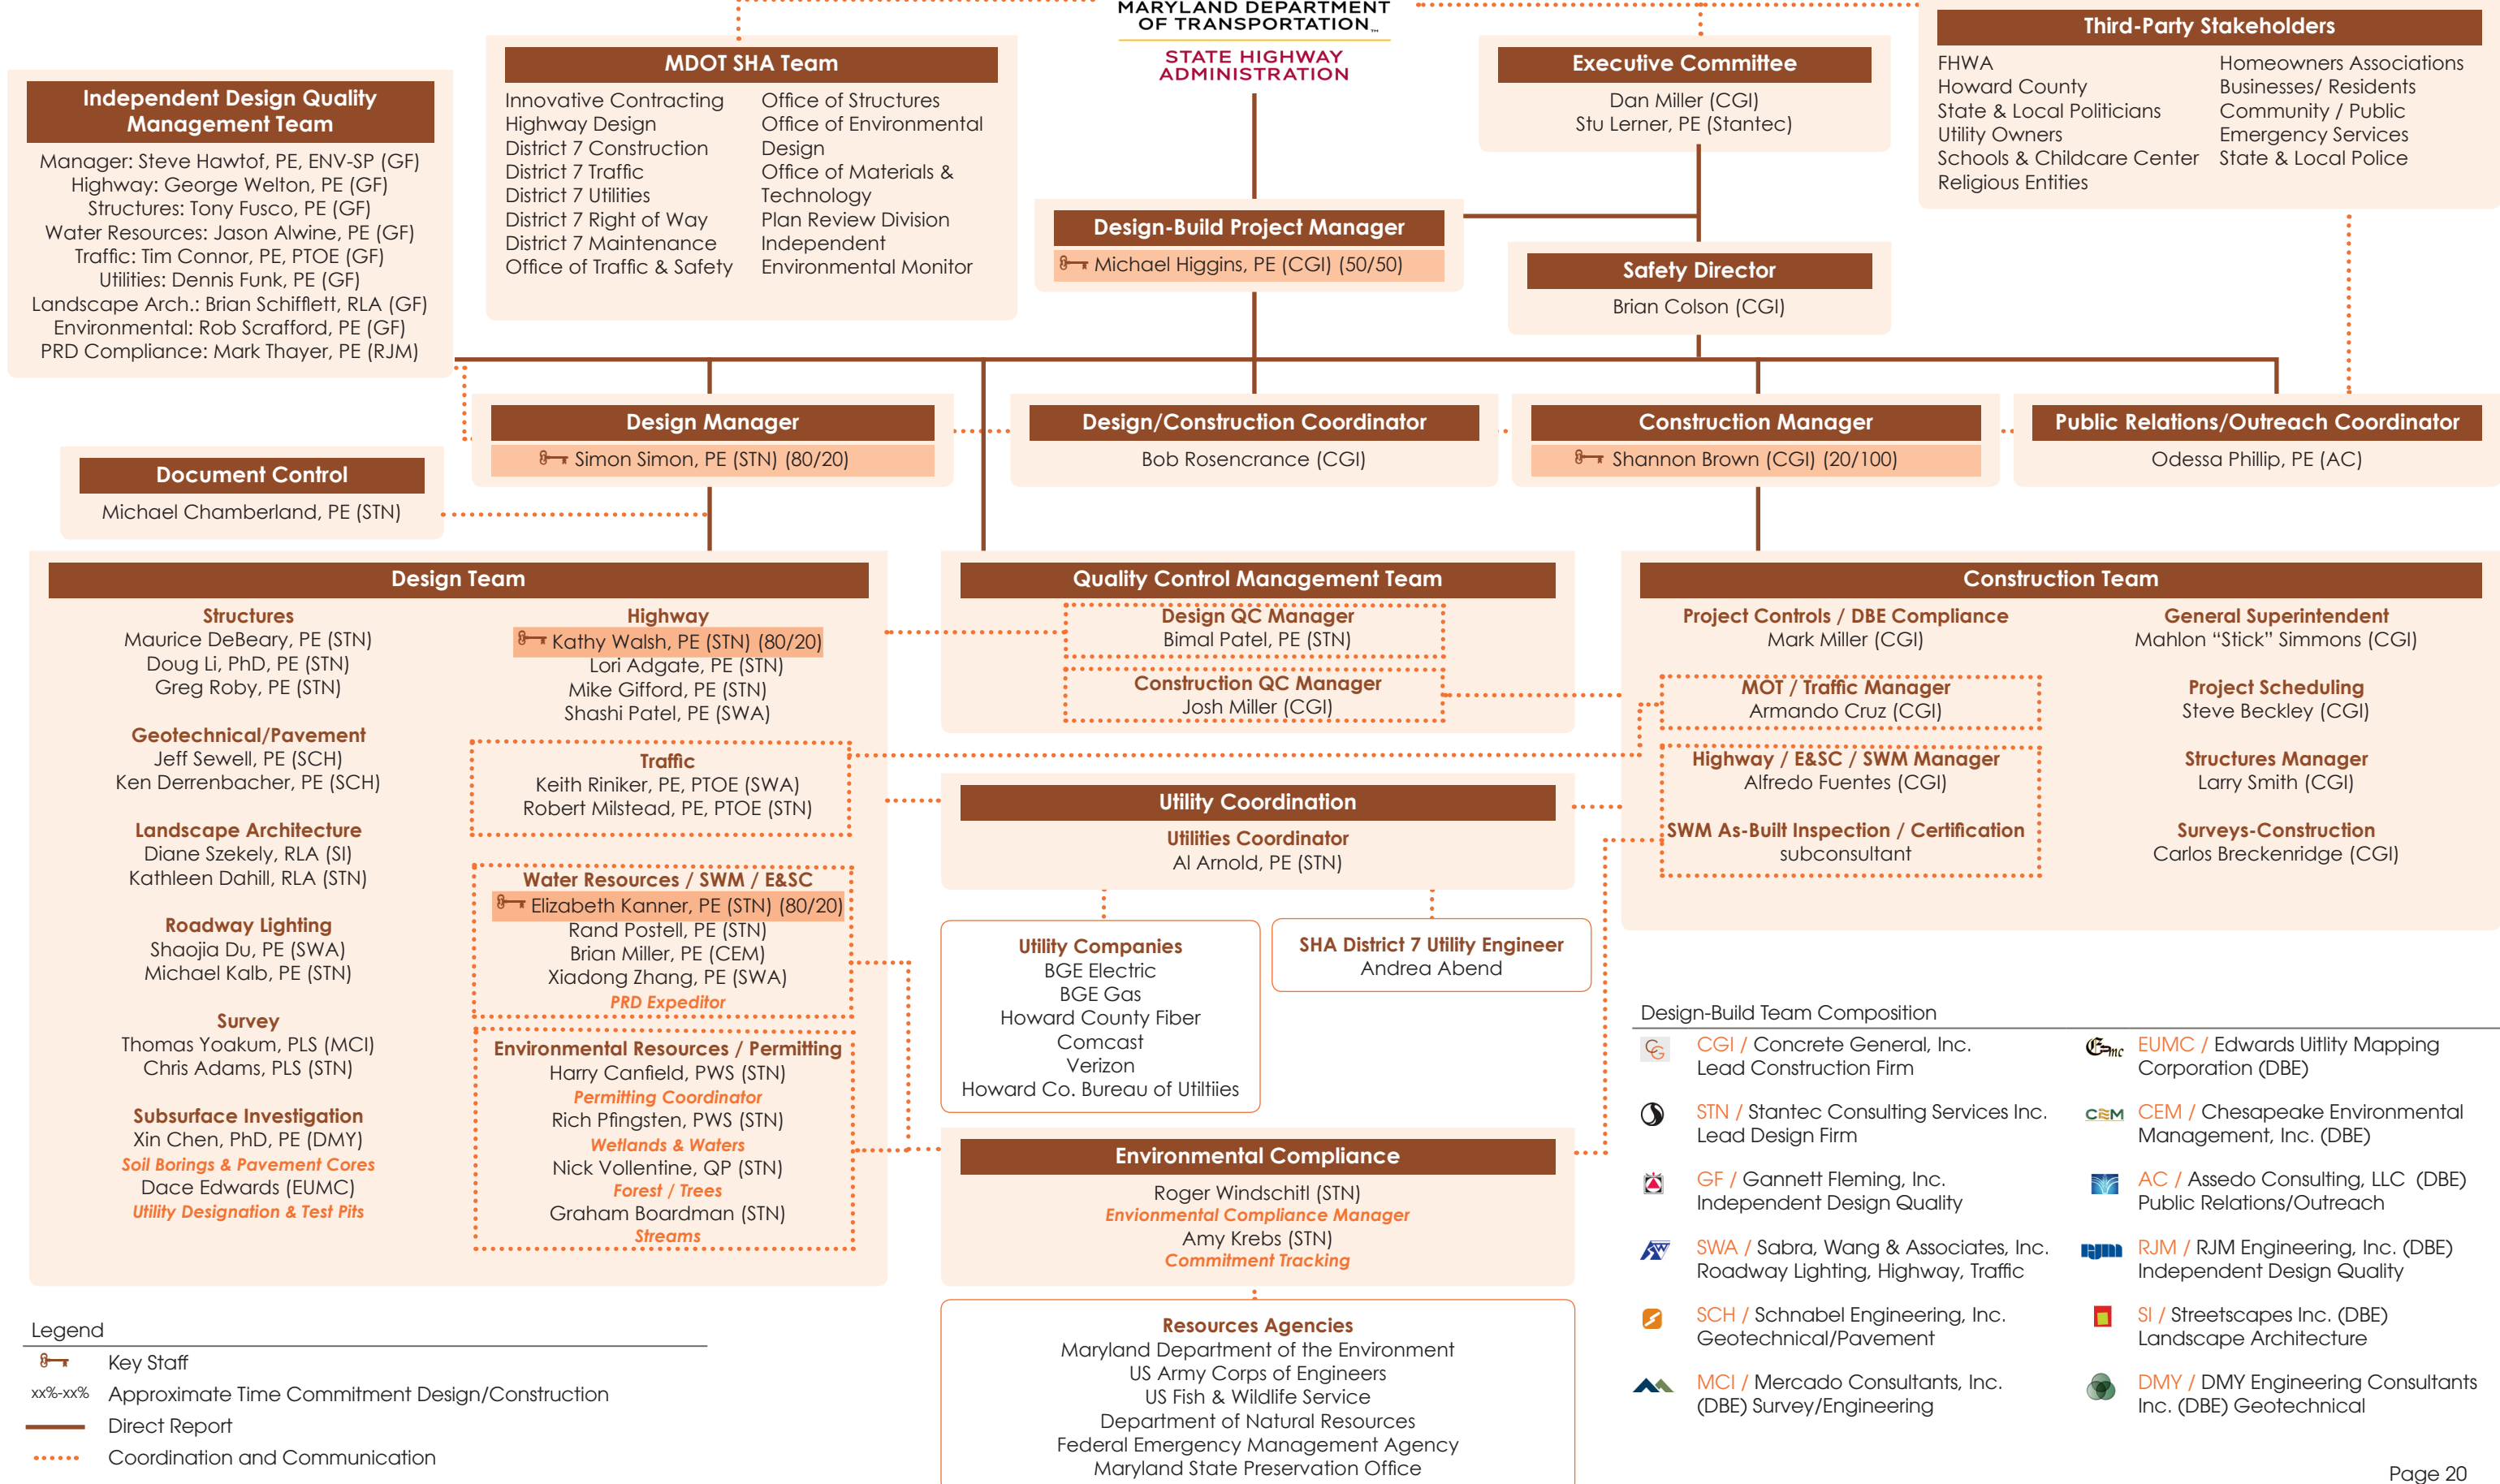 MARYLAND DEPARTMENT
OF TRANSPORTATION™
STATE HIGHWAY
ADMINISTRATION
Independent Design Quality
Management Team
Manager: Steve Hawtof, PE, ENV-SP (GF)
Highway: George Welton, PE (GF)
Structures: Tony Fusco, PE (GF)
Water Resources: Jason Alwine, PE (GF)
Traffic: Tim Connor, PE, PTOE (GF)
Utilities: Dennis Funk, PE (GF)
Landscape Arch.: Brian Schifflett, RLA (GF)
Environmental: Rob Scrafford, PE (GF)
PRD Compliance: Mark Thayer, PE (RJM)
MDOT SHA Team
Innovative Contracting
Highway Design
District 7 Construction
District 7 Traffic
District 7 Utilities
District 7 Right of Way
District 7 Maintenance
Office of Traffic & Safety
Office of Structures
Office of Environmental
Design
Office of Materials &
Technology
Plan Review Division
Independent
Environmental Monitor
Executive Committee
Dan Miller (CGI)
Stu Lerner, PE (Stantec)
Third-Party Stakeholders
FHWA
Howard County
State & Local Politicians
Utility Owners
Schools & Childcare Center
Religious Entities
Homeowners Associations
Businesses/ Residents
Community / Public
Emergency Services
State & Local Police
Design-Build Project Manager
Michael Higgins, PE (CGI) (50/50)
Safety Director
Brian Colson (CGI)
Design Manager
Simon Simon, PE (STN) (80/20)
Design/Construction Coordinator
Bob Rosencrance (CGI)
Construction Manager
Shannon Brown (CGI) (20/100)
Public Relations/Outreach Coordinator
Odessa Phillip, PE (AC)
Document Control
Michael Chamberland, PE (STN)
Design Team
Structures
Maurice DeBeary, PE (STN)
Doug Li, PhD, PE (STN)
Greg Roby, PE (STN)
Geotechnical/Pavement
Jeff Sewell, PE (SCH)
Ken Derrenbacher, PE (SCH)
Landscape Architecture
Diane Szekely, RLA (SI)
Kathleen Dahill, RLA (STN)
Roadway Lighting
Shaojia Du, PE (SWA)
Michael Kalb, PE (STN)
Survey
Thomas Yoakum, PLS (MCI)
Chris Adams, PLS (STN)
Subsurface Investigation
Xin Chen, PhD, PE (DMY)
Soil Borings & Pavement Cores
Dace Edwards (EUMC)
Utility Designation & Test Pits
Highway
Kathy Walsh, PE (STN) (80/20)
Lori Adgate, PE (STN)
Mike Gifford, PE (STN)
Shashi Patel, PE (SWA)
Traffic
Keith Riniker, PE, PTOE (SWA)
Robert Milstead, PE, PTOE (STN)
Water Resources / SWM / E&SC
Elizabeth Kanner, PE (STN) (80/20)
Rand Postell, PE (STN)
Brian Miller, PE (CEM)
Xiadong Zhang, PE (SWA)
PRD Expeditor
Environmental Resources / Permitting
Harry Canfield, PWS (STN)
Permitting Coordinator
Rich Pfingsten, PWS (STN)
Wetlands & Waters
Nick Vollentine, QP (STN)
Forest / Trees
Graham Boardman (STN)
Streams
Quality Control Management Team
Design QC Manager
Bimal Patel, PE (STN)
Construction QC Manager
Josh Miller (CGI)
Utility Coordination
Utilities Coordinator
Al Arnold, PE (STN)
Utility Companies
BGE Electric
BGE Gas
Howard County Fiber
Comcast
Verizon
Howard Co. Bureau of Utiltiies
SHA District 7 Utility Engineer
Andrea Abend
Environmental Compliance
Roger Windschitl (STN)
Envionmental Compliance Manager
Amy Krebs (STN)
Commitment Tracking
Resources Agencies
Maryland Department of the Environment
US Army Corps of Engineers
US Fish & Wildlife Service
Department of Natural Resources
Federal Emergency Management Agency
Maryland State Preservation Office
Construction Team
Project Controls / DBE Compliance
Mark Miller (CGI)
MOT / Traffic Manager
Armando Cruz (CGI)
Highway / E&SC / SWM Manager
Alfredo Fuentes (CGI)
SWM As-Built Inspection / Certification
subconsultant
General Superintendent
Mahlon “Stick” Simmons (CGI)
Project Scheduling
Steve Beckley (CGI)
Structures Manager
Larry Smith (CGI)
Surveys-Construction
Carlos Breckenridge (CGI)
Design-Build Team Composition
CG
CGI / Concrete General, Inc.
Lead Construction Firm
STN / Stantec Consulting Services Inc.
Lead Design Firm
GF / Gannett Fleming, Inc.
Independent Design Quality
SW
SWA / Sabra, Wang & Associates, Inc.
Roadway Lighting, Highway, Traffic
SCH / Schnabel Engineering, Inc.
Geotechnical/Pavement
MCI / Mercado Consultants, Inc.
(DBE) Survey/Engineering
EUMC / Edwards Uitlity Mapping
Corporation (DBE)
CEM
CEM / Chesapeake Environmental
Management, Inc. (DBE)
AC / Assedo Consulting, LLC (DBE)
Public Relations/Outreach
rjm
RJM / RJM Engineering, Inc. (DBE)
Independent Design Quality
SI / Streetscapes Inc. (DBE)
Landscape Architecture
DMY / DMY Engineering Consultants
Inc. (DBE) Geotechnical
Legend
Key Staff
xx%-xx% Approximate Time Commitment Design/Construction
Direct Report
Coordination and Communication
Page 20